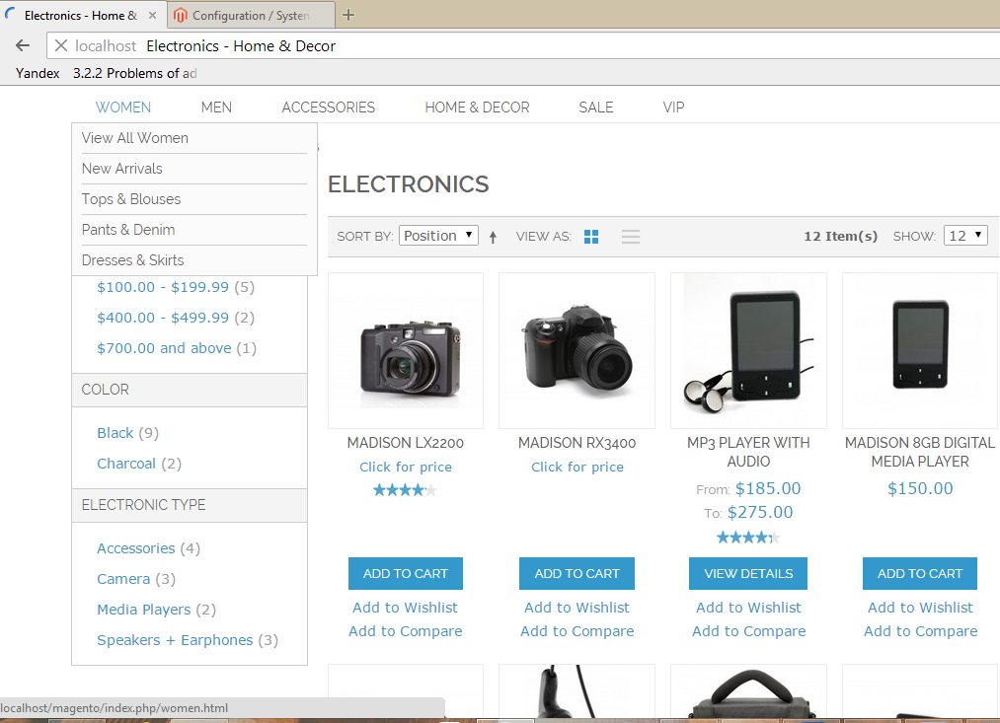 Electronics - Home &
Configuration / System
localhost Electronics - Home & Decor
Yandex 3.2.2 Problems of ad
WOMEN MEN ACCESSORIES HOME & DECOR SALE VIP
View All Women
New Arrivals
Tops & Blouses
Pants & Denim
Dresses & Skirts
$100.00 - $199.99 (5)
$400.00 - $499.99 (2)
$700.00 and above (1)
COLOR
Black (9)
Charcoal (2)
ELECTRONIC TYPE
Accessories (4)
Camera (3)
Media Players (2)
Speakers + Earphones (3)
ELECTRONICS
SORT BY: Position VIEW AS: 12 Item(s) SHOW: 12
MADISON LX2200
Click for price
ADD TO CART
Add to Wishlist
Add to Compare
MADISON RX3400
Click for price
ADD TO CART
Add to Wishlist
Add to Compare
MP3 PLAYER WITH
AUDIO
From: $185.00
To: $275.00
VIEW DETAILS
Add to Wishlist
Add to Compare
MADISON 8GB DIGITAL
MEDIA PLAYER
$150.00
ADD TO CART
Add to Wishlist
Add to Compare
localhost/magento/index.php/women.html